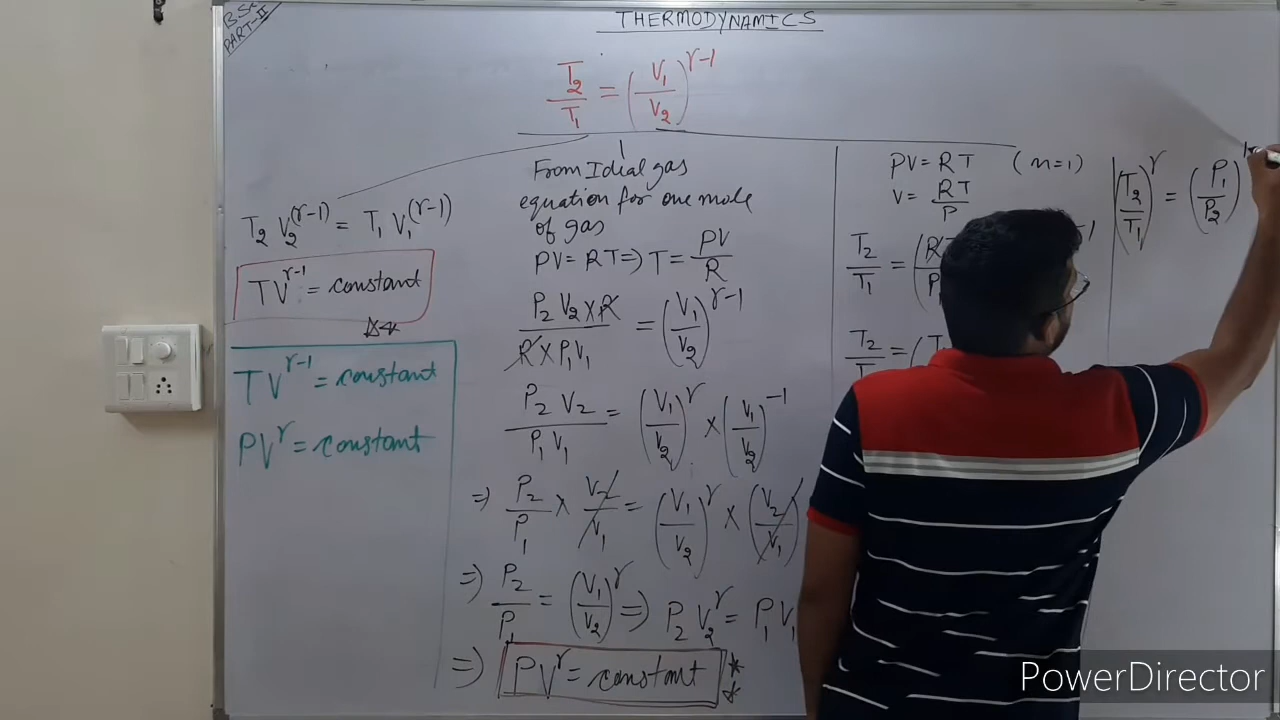 B.Sc
PART-II
THERMODYNAMICS
T₂/T₁ = (V₁/V₂)^(γ-1)
T₂ V₂^(γ-1) = T₁ V₁^(γ-1)
TV^(γ-1) = constant
TV^(γ-1) = constant
PV^γ = constant
From Idial gas
equation for one mole
of gas
PV = RT ⇒ T = PV/R
P₂ V₂ × R / R × P₁ V₁ = (V₁/V₂)^(γ-1)
P₂ V₂ / P₁ V₁ = (V₁/V₂)^γ × (V₁/V₂)^-1
⇒ P₂/P₁ × V₂/V₁ = (V₁/V₂)^γ × (V₂/V₁)
⇒ P₂/P₁ = (V₁/V₂)^γ ⇒ P₂ V₂^γ = P₁ V₁
⇒ PV^γ = constant
PV = RT (n=1)
V = RT/P
T₂/T₁ = (R
T₂/T = (T
(T₂/T₁)^γ = (P₁/P₂)
PowerDirector